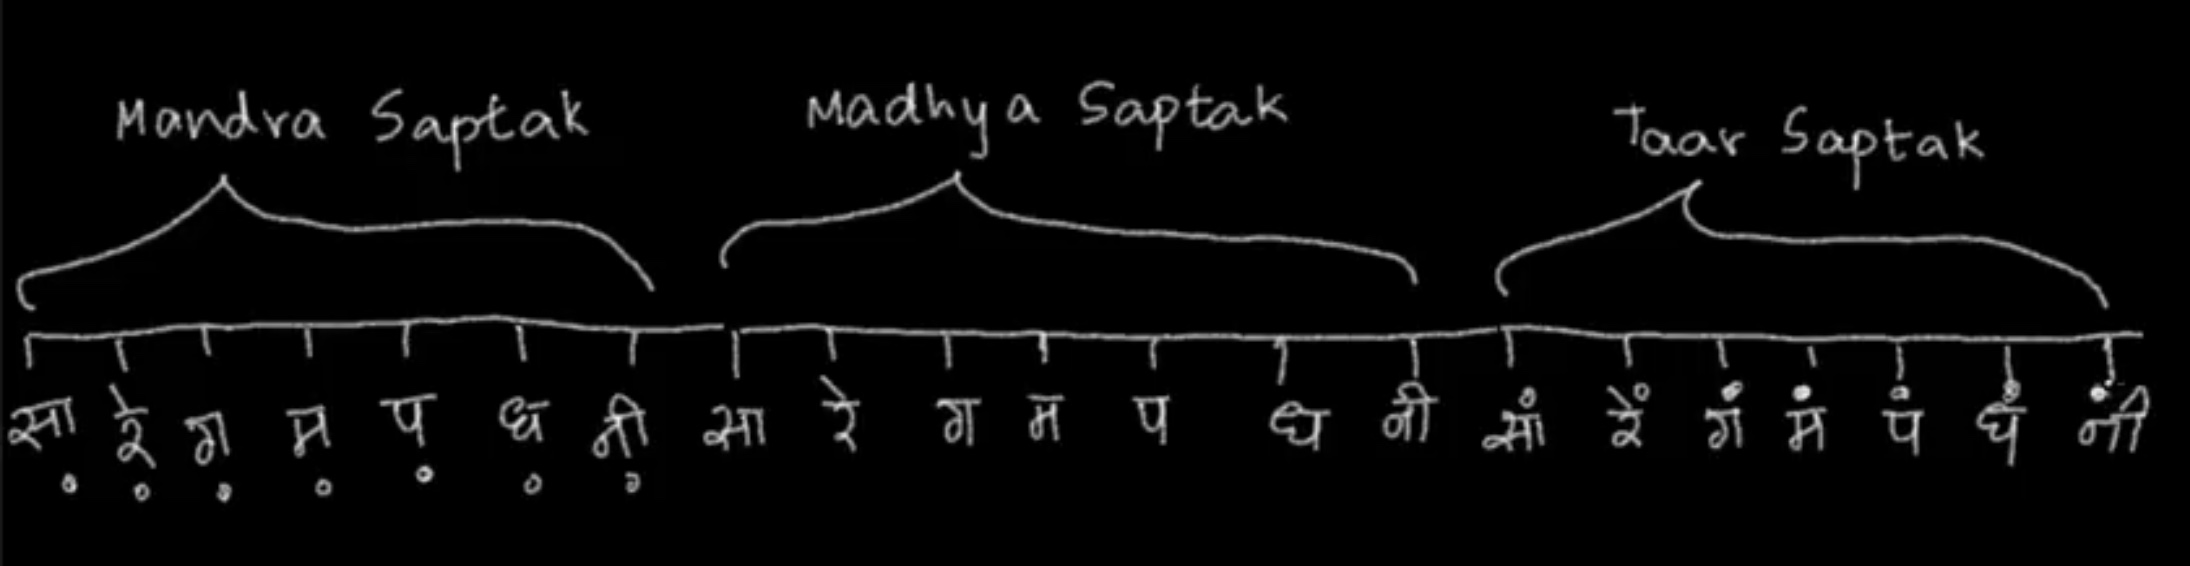 Mandra Saptak Madhya Saptak Taar Saptak
सा़ रे़ ग़ म़ प़ ध़ नी़ सा रे ग म प ध नी सां रें गं मं पं धं नीं